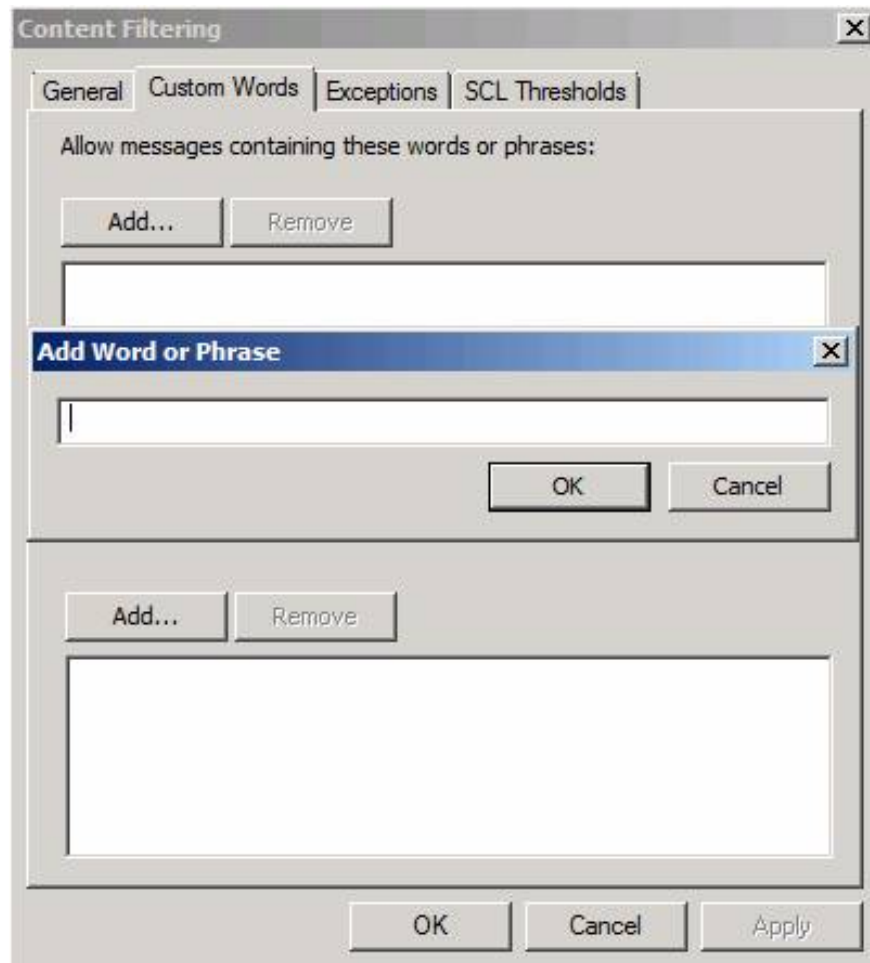 Content Filtering
General Custom Words Exceptions SCL Thresholds
Allow messages containing these words or phrases:
Add... Remove
Add Word or Phrase
OK Cancel
Add... Remove
OK Cancel Apply